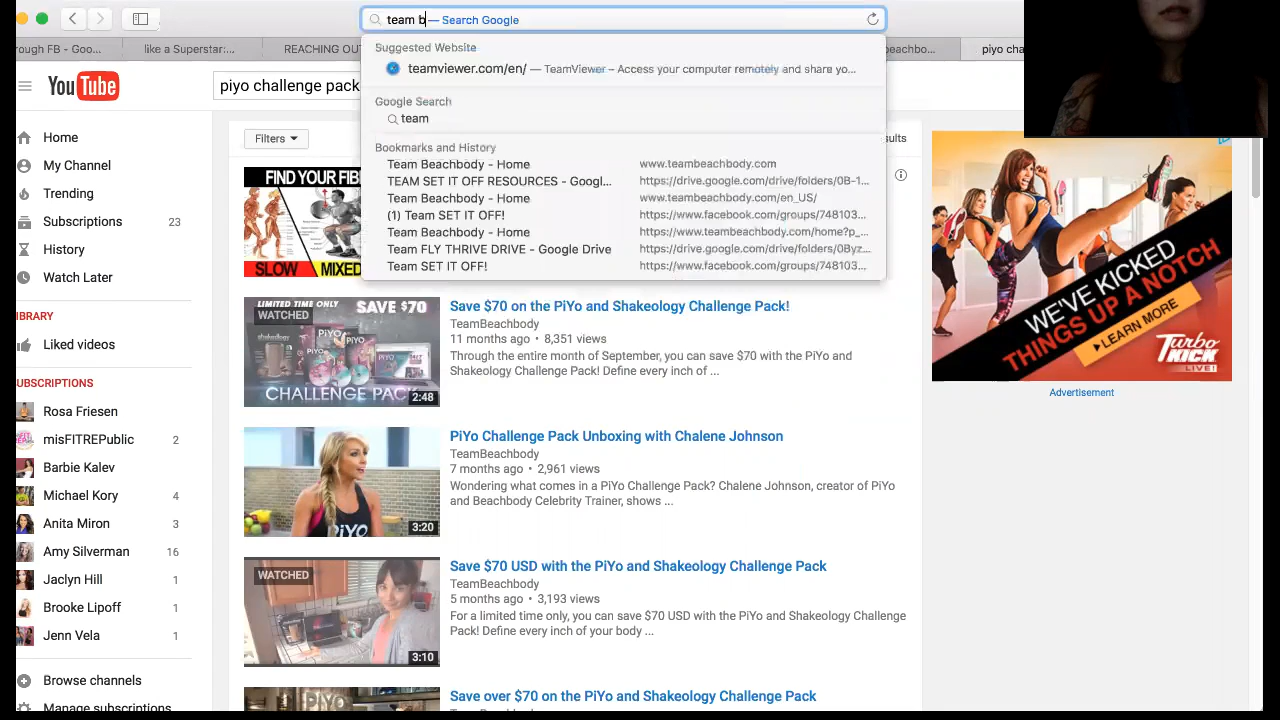 team b — Search Google
Suggested Website
teamviewer.com/en/ — TeamViewer – Access your computer remotely and share yo...
Google Search
team
Bookmarks and History
Team Beachbody - Home www.teambeachbody.com
TEAM SET IT OFF RESOURCES - Googl... https://drive.google.com/drive/folders/0B-1...
Team Beachbody - Home www.teambeachbody.com/en_US/
(1) Team SET IT OFF! https://www.facebook.com/groups/748103...
Team Beachbody - Home https://www.teambeachbody.com/home?p_...
Team FLY THRIVE DRIVE - Google Drive https://drive.google.com/drive/folders/0Byz...
Team SET IT OFF! https://www.facebook.com/groups/748103...
rough FB - Goo...
like a Superstar:...
REACHING OUT
beachbo...
piyo cha
YouTube
piyo challenge pack
Home
My Channel
Trending
Subscriptions 23
History
Watch Later
IBRARY
Liked videos
UBSCRIPTIONS
Rosa Friesen
misFITREPublic 2
Barbie Kalev
Michael Kory 4
Anita Miron 3
Amy Silverman 16
Jaclyn Hill 1
Brooke Lipoff 1
Jenn Vela 1
Browse channels
Manage subscriptions
Filters
sults
FIND YOUR FIB
SLOW MIXED
LIMITED TIME ONLY SAVE $70
WATCHED
PiYO
CHALLENGE PACK
2:48
Save $70 on the PiYo and Shakeology Challenge Pack!
TeamBeachbody
11 months ago • 8,351 views
Through the entire month of September, you can save $70 with the PiYo and
Shakeology Challenge Pack! Define every inch of ...
PiYO
3:20
PiYo Challenge Pack Unboxing with Chalene Johnson
TeamBeachbody
7 months ago • 2,961 views
Wondering what comes in a PiYo Challenge Pack? Chalene Johnson, creator of PiYo
and Beachbody Celebrity Trainer, shows ...
WATCHED
3:10
Save $70 USD with the PiYo and Shakeology Challenge Pack
TeamBeachbody
5 months ago • 3,193 views
For a limited time only, you can save $70 USD with the PiYo and Shakeology Challenge
Pack! Define every inch of your body ...
PiYO
Save over $70 on the PiYo and Shakeology Challenge Pack
WE'VE KICKED
THINGS UP A NOTCH
LEARN MORE
Turbo
KICK
LIVE!
Advertisement